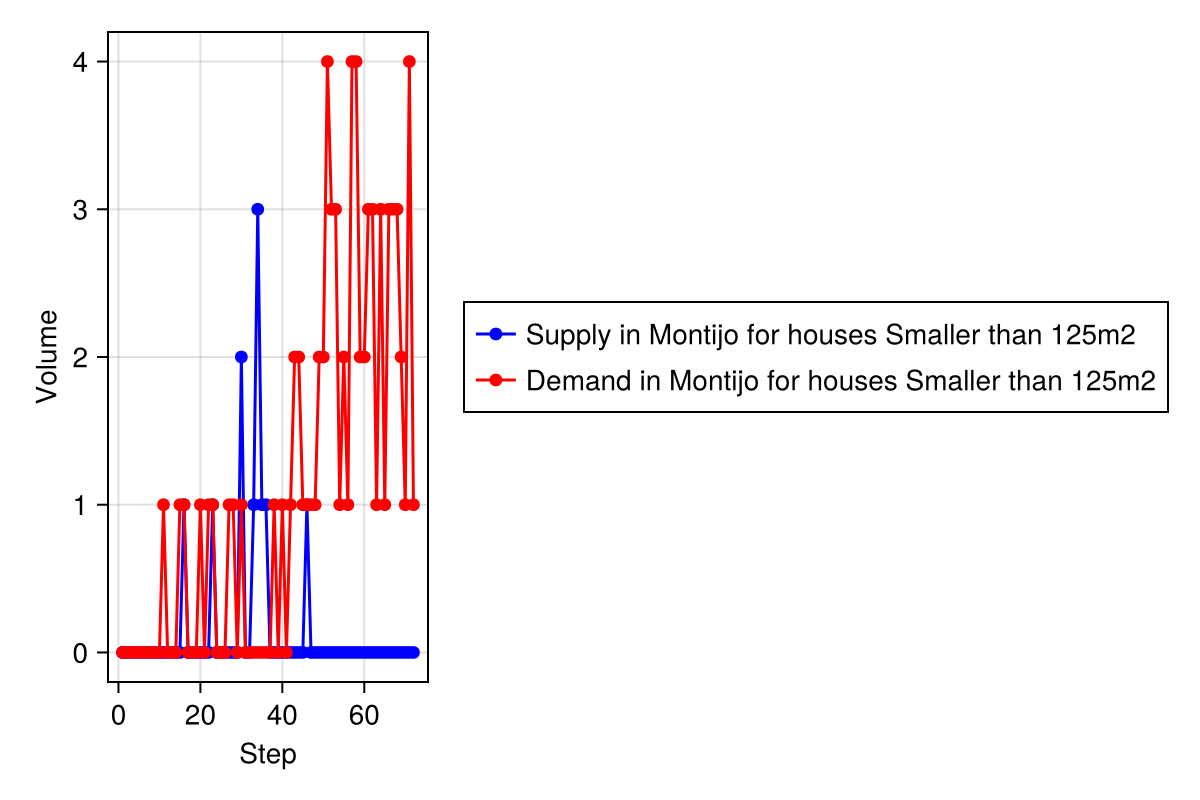 4
3
2
1
0
Volume
0 20 40 60
Step
Supply in Montijo for houses Smaller than 125m2
Demand in Montijo for houses Smaller than 125m2